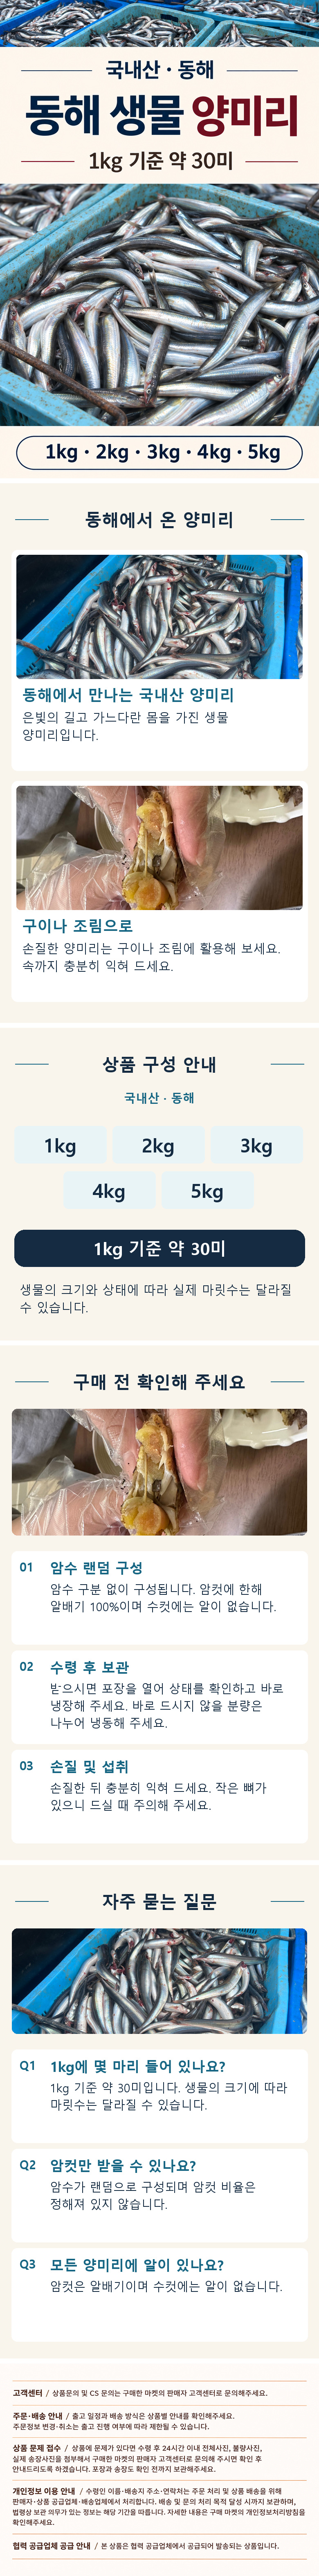 국내산 · 동해
동해 생물 양미리
1kg 기준 약 30미
1kg · 2kg · 3kg · 4kg · 5kg
동해에서 온 양미리
동해에서 만나는 국내산 양미리
은빛의 길고 가느다란 몸을 가진 생물
양미리입니다.
구이나 조림으로
손질한 양미리는 구이나 조림에 활용해 보세요.
속까지 충분히 익혀 드세요.
상품 구성 안내
국내산 · 동해
1kg
2kg
3kg
4kg
5kg
1kg 기준 약 30미
생물의 크기와 상태에 따라 실제 마릿수는 달라질
수 있습니다.
구매 전 확인해 주세요
01 암수 랜덤 구성
암수 구분 없이 구성됩니다. 암컷에 한해
알배기 100%이며 수컷에는 알이 없습니다.
02 수령 후 보관
받으시면 포장을 열어 상태를 확인하고 바로
냉장해 주세요. 바로 드시지 않을 분량은
나누어 냉동해 주세요.
03 손질 및 섭취
손질한 뒤 충분히 익혀 드세요. 작은 뼈가
있으니 드실 때 주의해 주세요.
자주 묻는 질문
Q1 1kg에 몇 마리 들어 있나요?
1kg 기준 약 30미입니다. 생물의 크기에 따라
마릿수는 달라질 수 있습니다.
Q2 암컷만 받을 수 있나요?
암수가 랜덤으로 구성되며 암컷 비율은
정해져 있지 않습니다.
Q3 모든 양미리에 알이 있나요?
암컷은 알배기이며 수컷에는 알이 없습니다.
고객센터 / 상품문의 및 CS 문의는 구매한 마켓의 판매자 고객센터로 문의해주세요.
주문·배송 안내 / 출고 일정과 배송 방식은 상품별 안내를 확인해주세요.
주문정보 변경·취소는 출고 진행 여부에 따라 제한될 수 있습니다.
상품 문제 접수 / 상품에 문제가 있다면 수령 후 24시간 이내 전체사진, 불량사진,
실제 송장사진을 첨부해서 구매한 마켓의 판매자 고객센터로 문의해 주시면 확인 후
안내드리도록 하겠습니다. 포장과 송장도 확인 전까지 보관해주세요.
개인정보 이용 안내 / 수령인 이름·배송지 주소·연락처는 주문 처리 및 상품 배송을 위해
판매자·상품 공급업체·배송업체에서 처리합니다. 배송 및 문의 처리 목적 달성 시까지 보관하며,
법령상 보관 의무가 있는 정보는 해당 기간을 따릅니다. 자세한 내용은 구매 마켓의 개인정보처리방침을
확인해주세요.
협력 공급업체 공급 안내 / 본 상품은 협력 공급업체에서 공급되어 발송되는 상품입니다.